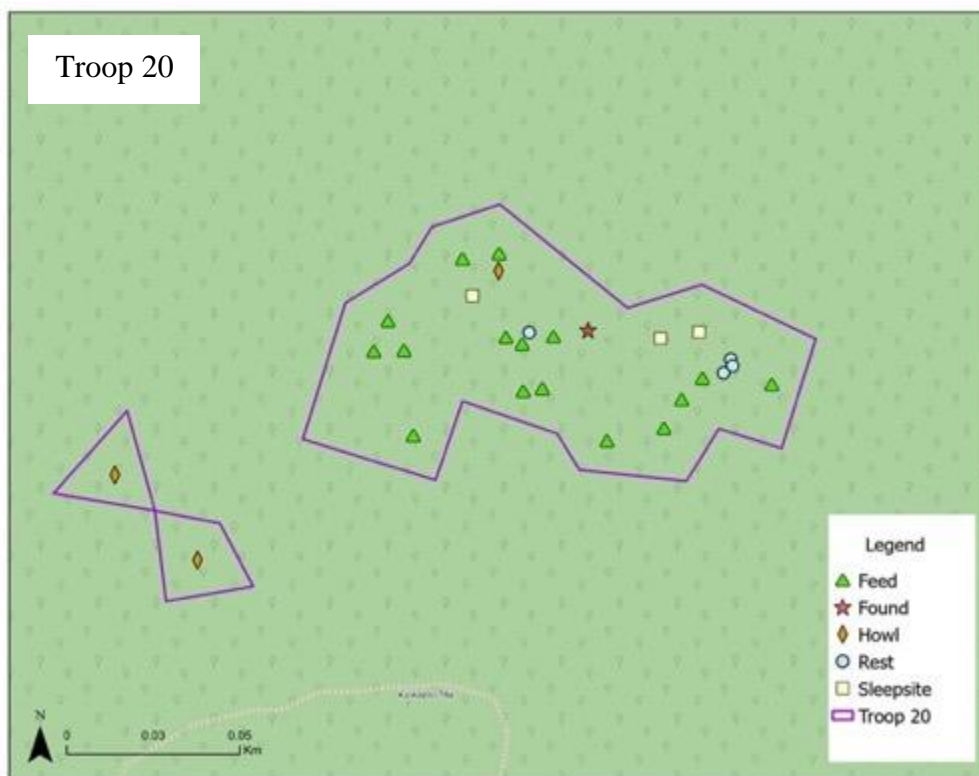 Troop 20
Legend
Feed
Found
Howl
Rest
Sleepsite
Troop 20
N
0 0.03 0.05
Km